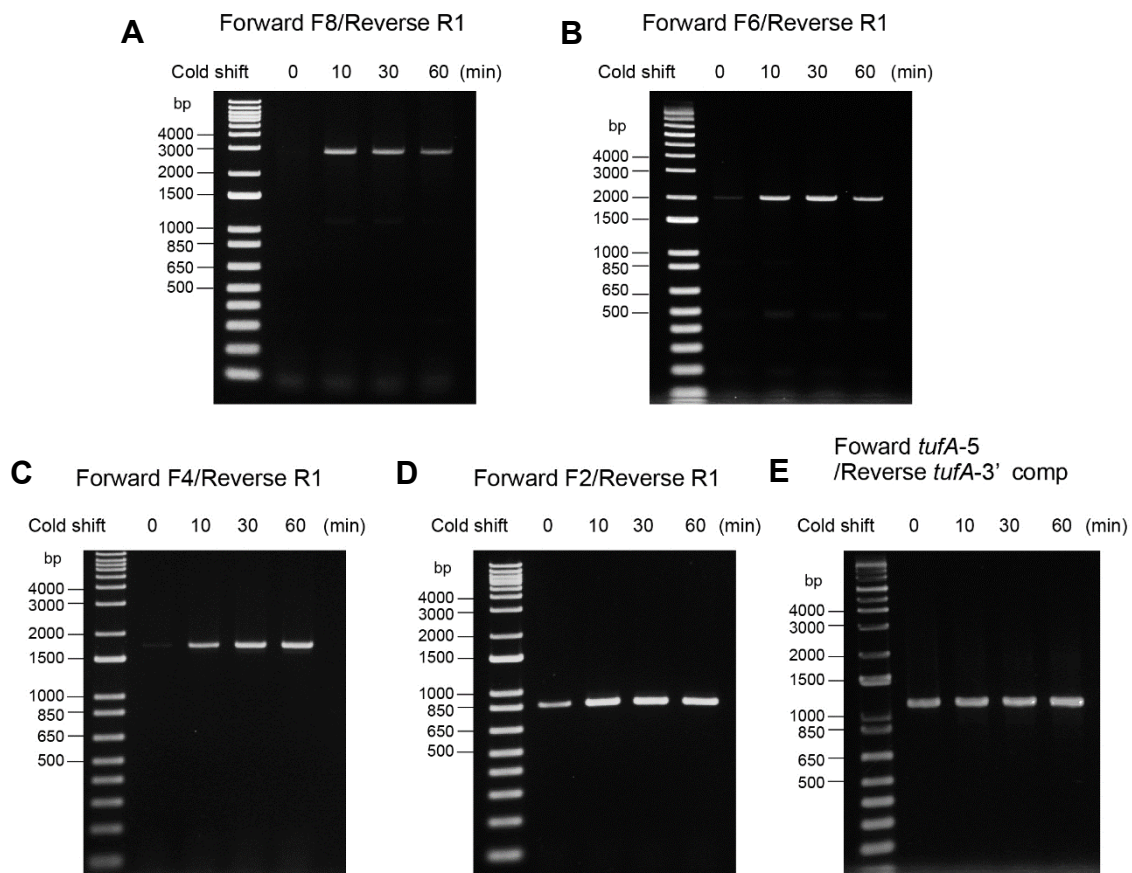 A
Forward F8/Reverse R1
Cold shift 0 10 30 60 (min)
bp
4000
3000
2000
1500
1000
850
650
500
B
Forward F6/Reverse R1
Cold shift 0 10 30 60 (min)
bp
4000
3000
2000
1500
1000
850
650
500
C
Forward F4/Reverse R1
Cold shift 0 10 30 60 (min)
bp
4000
3000
2000
1500
1000
850
650
500
D
Forward F2/Reverse R1
Cold shift 0 10 30 60 (min)
bp
4000
3000
2000
1500
1000
850
650
500
E
Foward tufA-5
/Reverse tufA-3' comp
Cold shift 0 10 30 60 (min)
bp
4000
3000
2000
1500
1000
850
650
500